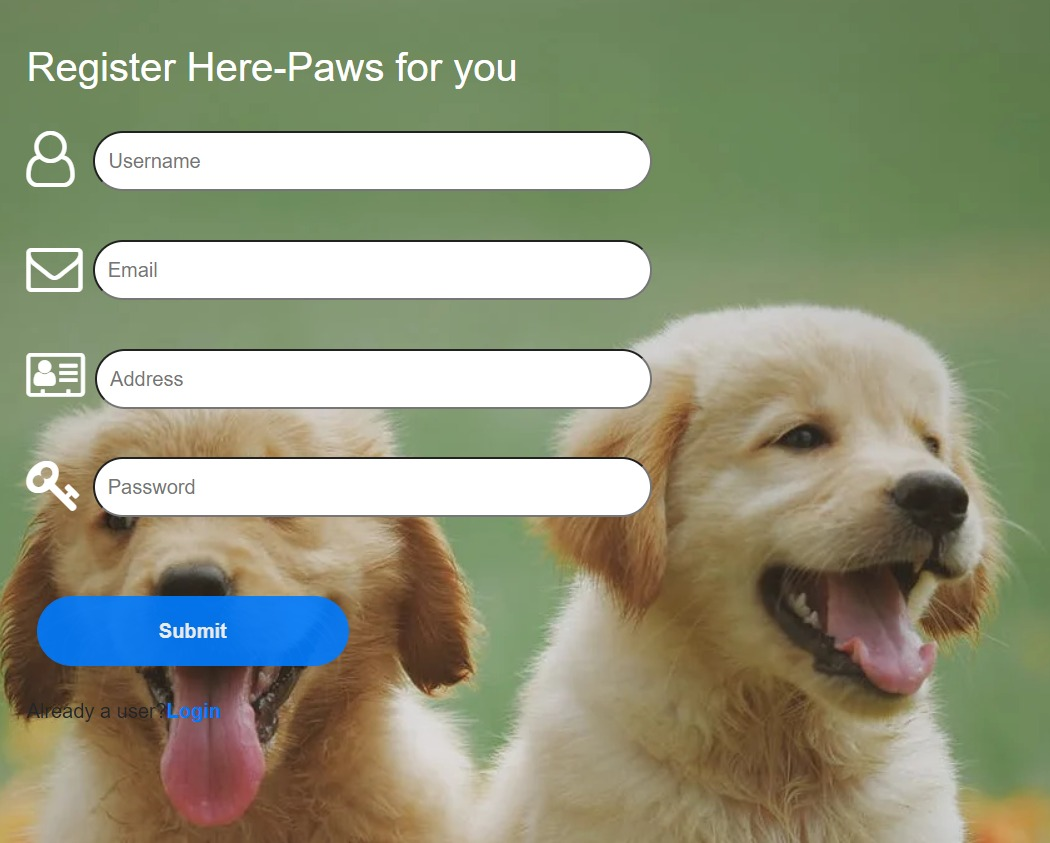 Register Here-Paws for you
Username
Email
Address
Password
Submit
Already a user?Login